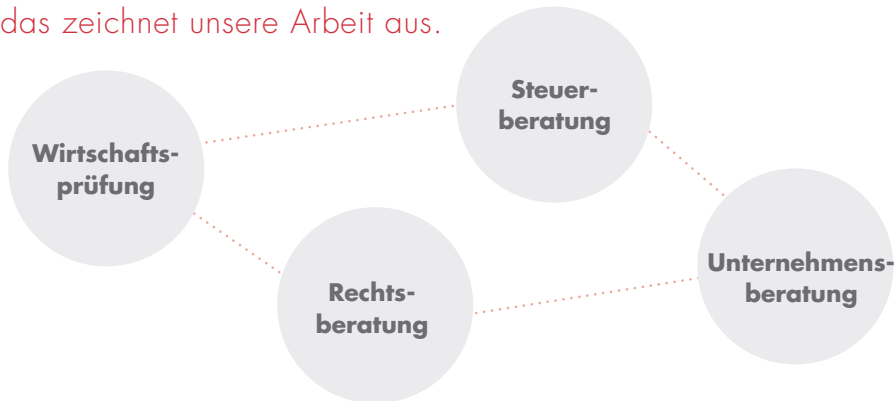 das zeichnet unsere Arbeit aus.
Steuer-
beratung
Wirtschafts-
prüfung
Unternehmens-
beratung
Rechts-
beratung